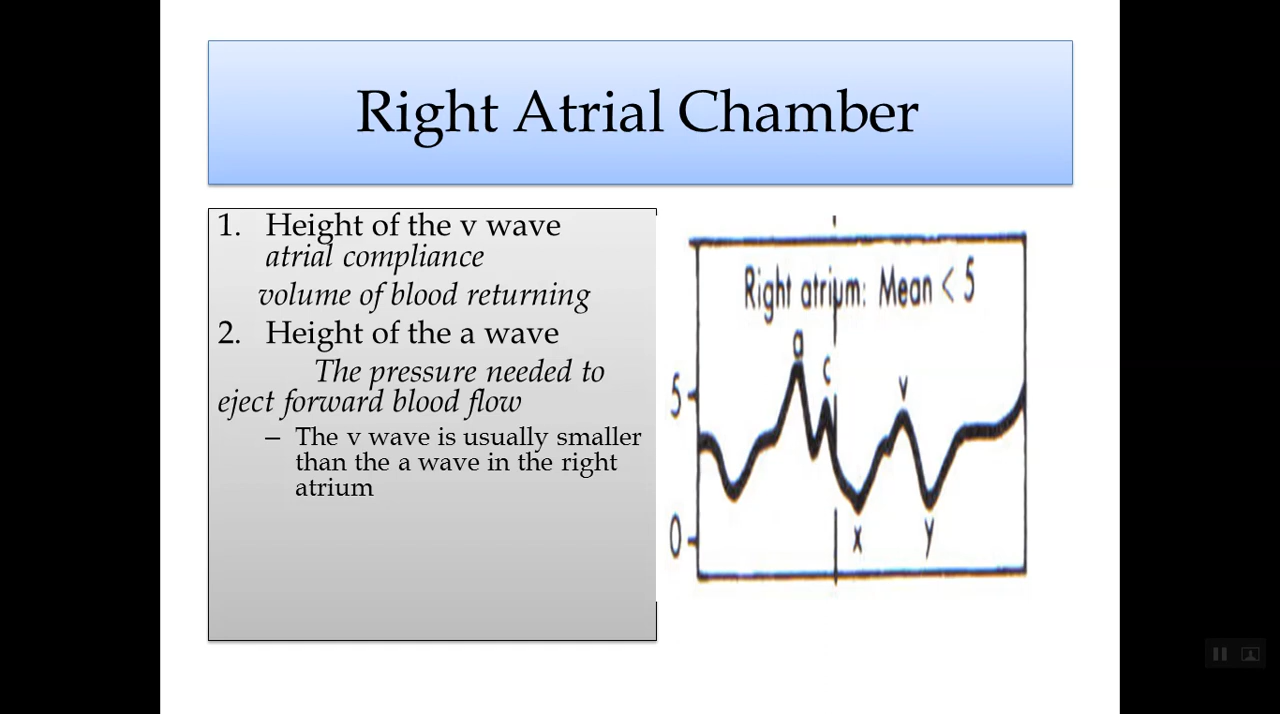 Right Atrial Chamber
1. Height of the v wave
atrial compliance
volume of blood returning
2. Height of the a wave
The pressure needed to
eject forward blood flow
– The v wave is usually smaller
than the a wave in the right
atrium
Right atrium: Mean < 5
a
c
v
5
0
x
y